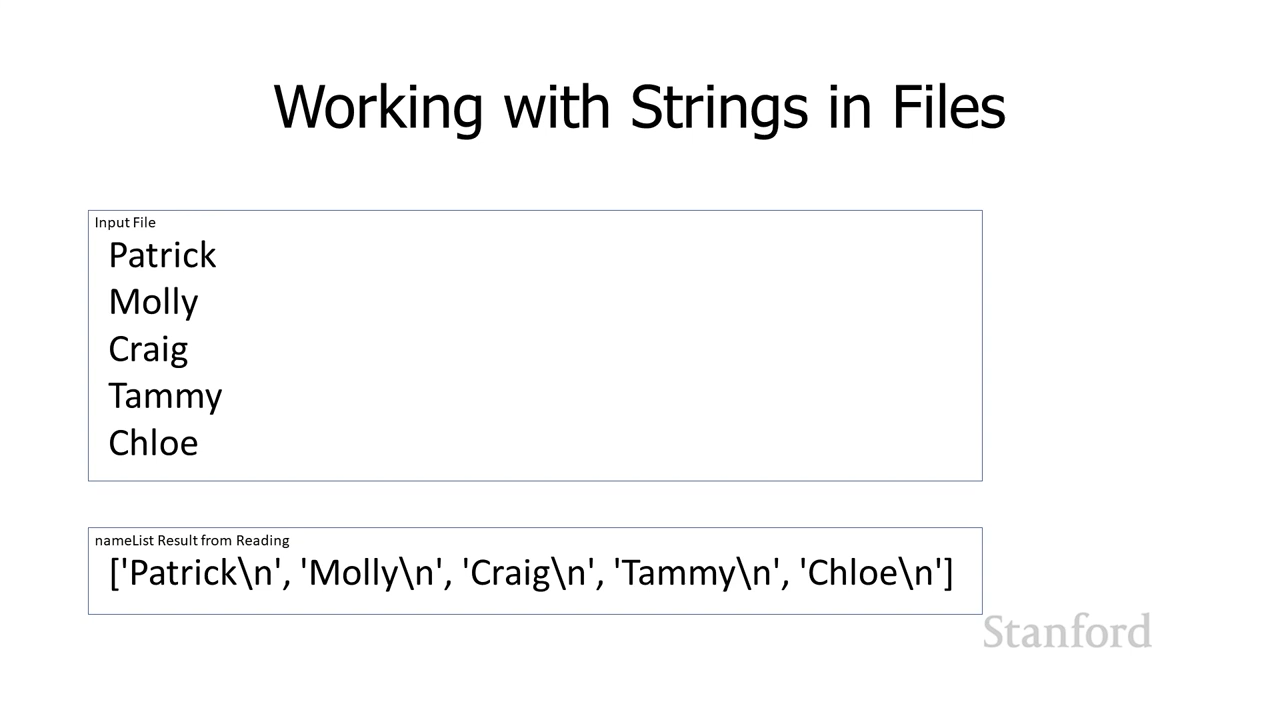 Working with Strings in Files
Input File
Patrick
Molly
Craig
Tammy
Chloe
nameList Result from Reading
['Patrick\n', 'Molly\n', 'Craig\n', 'Tammy\n', 'Chloe\n']
Stanford